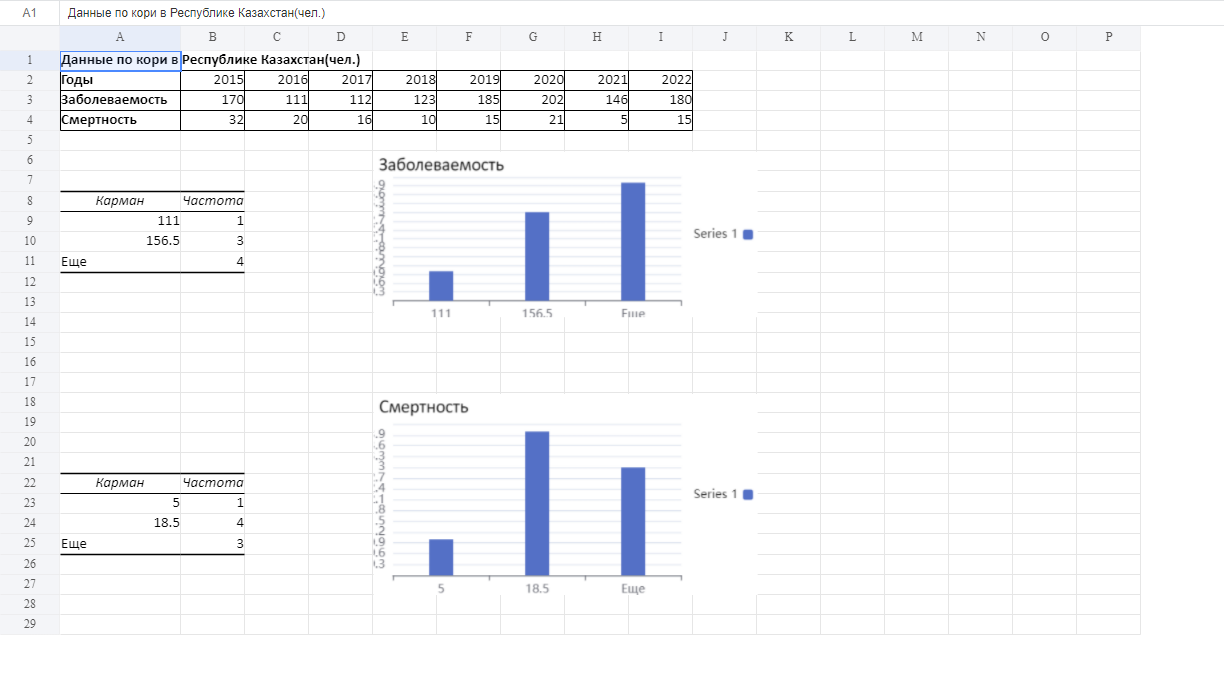 A1 Данные по кори в Республике Казахстан(чел.)
A B C D E F G H I J K L M N O P
1 Данные по кори в Республике Казахстан(чел.)
2 Годы 2015 2016 2017 2018 2019 2020 2021 2022
3 Заболеваемость 170 111 112 123 185 202 146 180
4 Смертность 32 20 16 10 15 21 5 15
5
6
Заболеваемость
7
8 Карман Частота
9 111 1
10 156.5 3
Series 1
11 Еще 4
12
13
111 156.5 Еще
14
15
16
17
18
Смертность
19
20
21
22 Карман Частота
Series 1
23 5 1
24 18.5 4
25 Еще 3
26
27
5 18.5 Еще
28
29